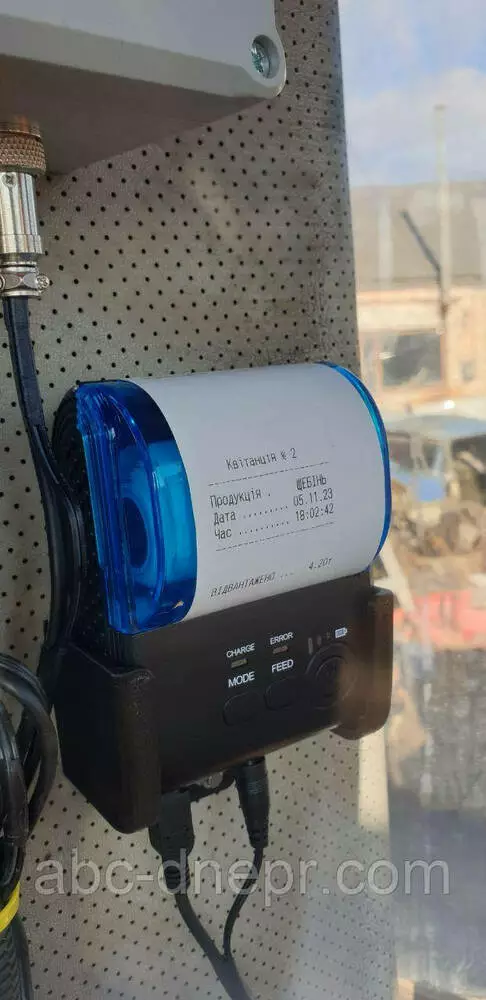 Квітанція № 2
Продукція . ЩЕБІНЬ
Дата ......... 05.11.23
Час .......... 18:02:42
ВІДВАНТАЖЕНО ... 4.20т
CHARGE ERROR
MODE FEED
abc-dnepr.com